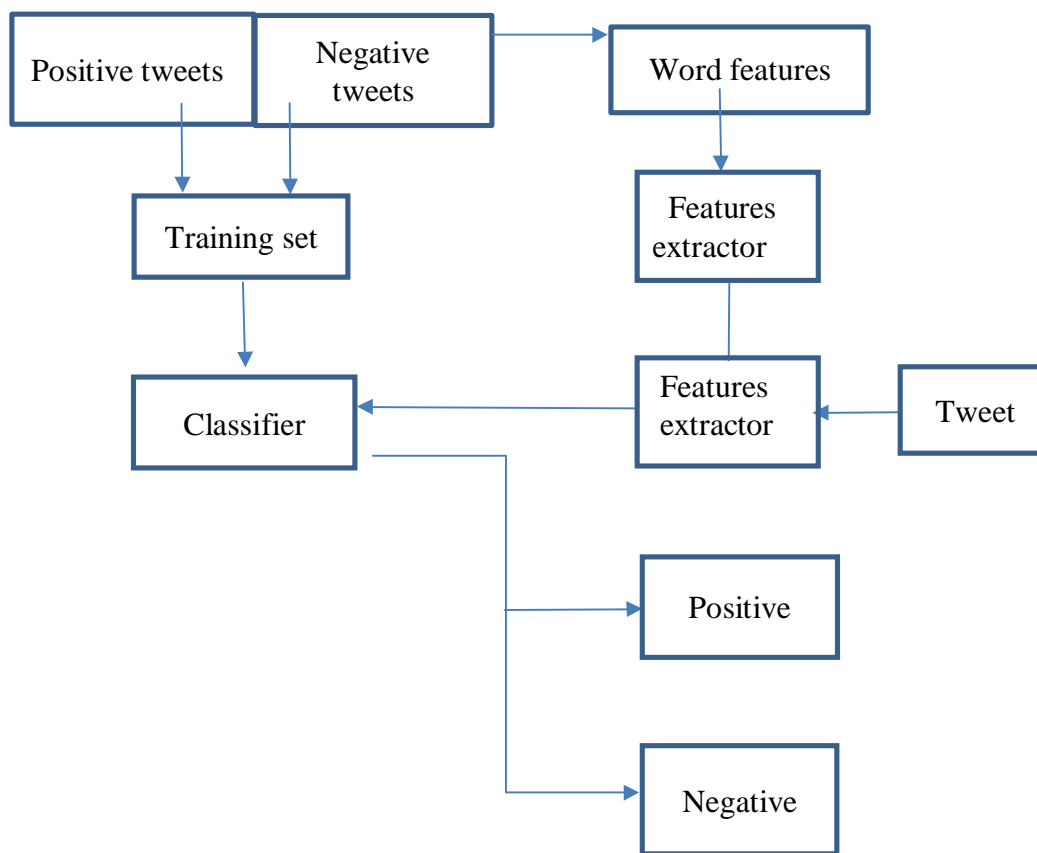 Positive tweets
Negative
tweets
Word features
Training set
Features
extractor
Classifier
Features
extractor
Tweet
Positive
Negative